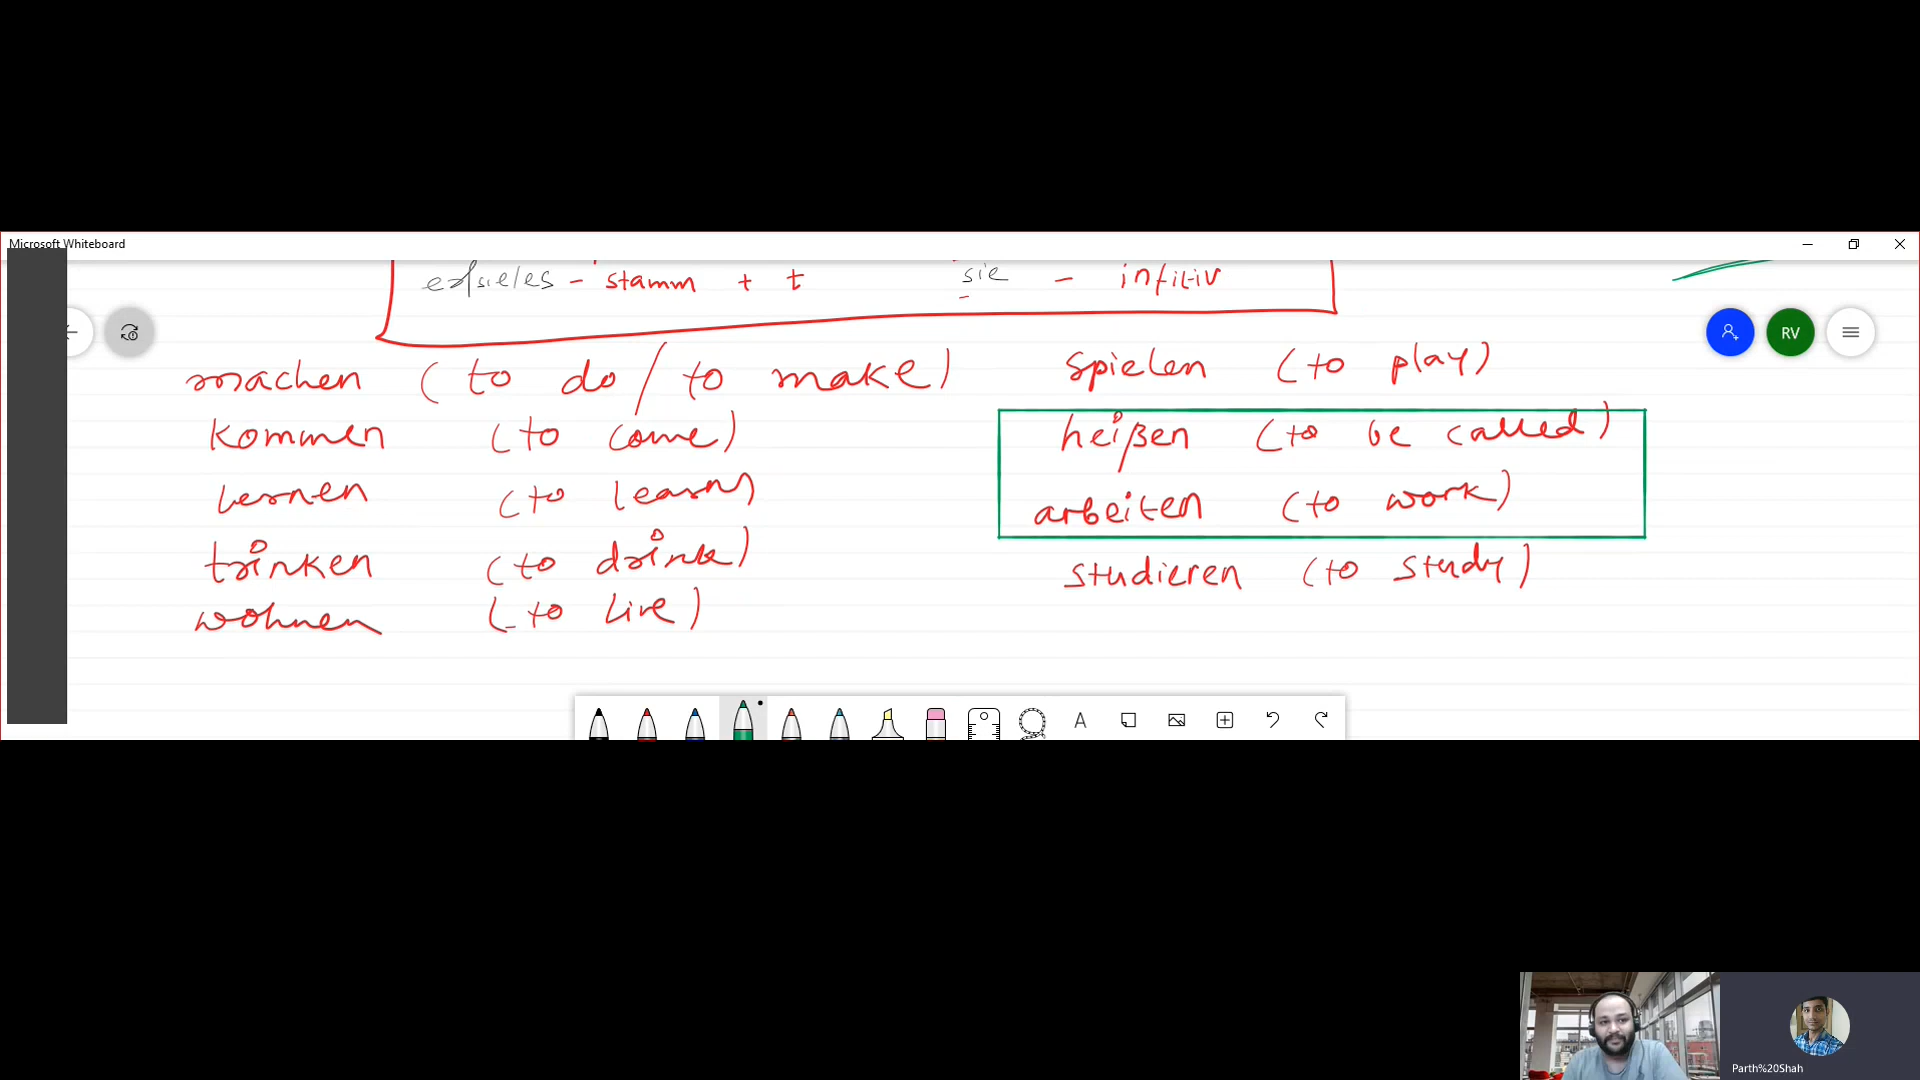 Microsoft Whiteboard
er/sie/es - stamm + t sie - infitiv
RV
machen (to do / to make)
kommen (to come)
lernen (to learn)
trinken (to drink)
wohnen (to live)
spielen (to play)
heißen (to be called)
arbeiten (to work)
studieren (to study)
A
Parth%20Shah